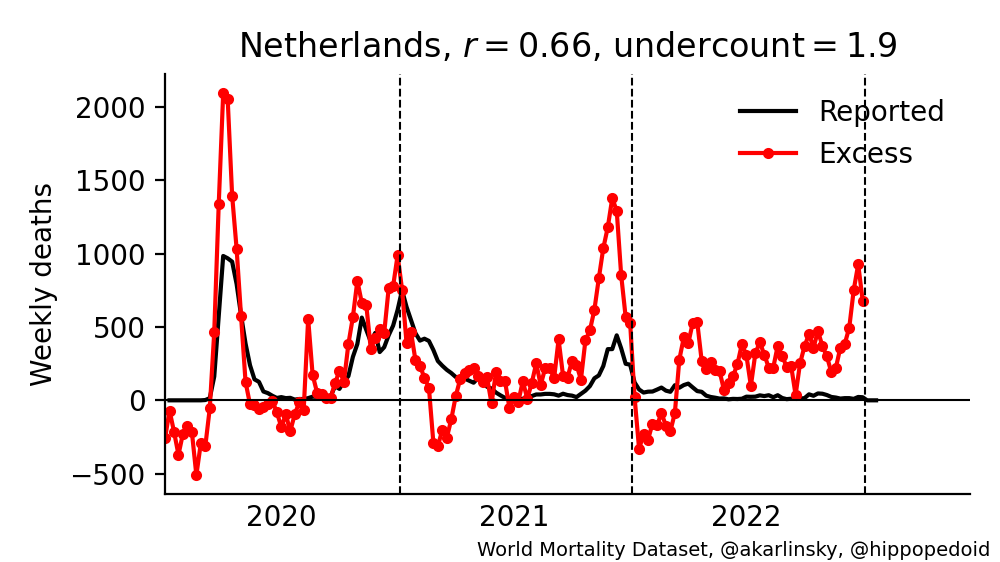 Netherlands, r = 0.66, undercount = 1.9
Weekly deaths
2000
1500
1000
500
0
−500
Reported
Excess
2020 2021 2022
World Mortality Dataset, @akarlinsky, @hippopedoid